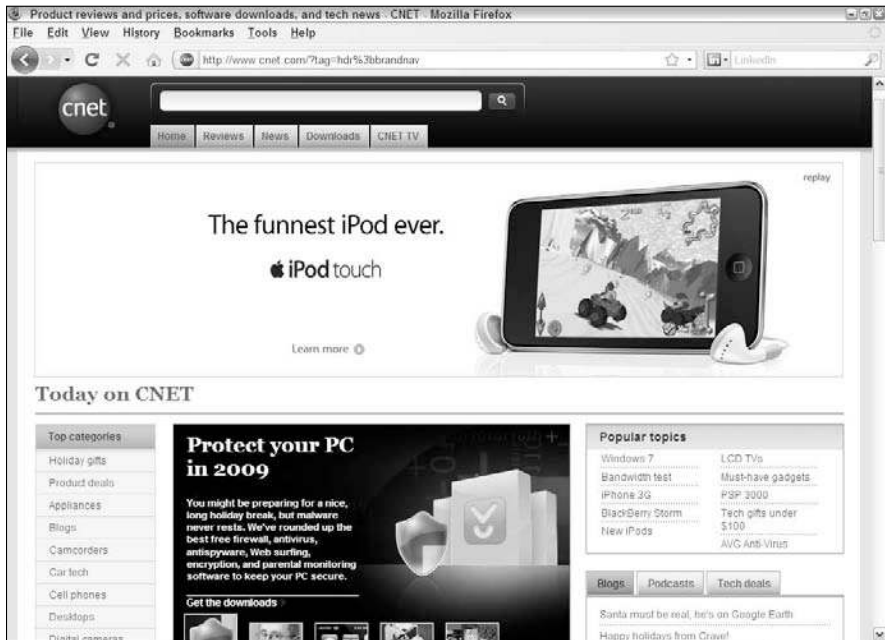 Product reviews and prices, software downloads, and tech news - CNET - Mozilla Firefox
File Edit View History Bookmarks Tools Help
http://www.cnet.com/?tag=hdr%3bbrandnav
LinkedIn
cnet
Home Reviews News Downloads CNET TV
replay
The funnest iPod ever.
iPod touch
Learn more
Today on CNET
Top categories
Holiday gifts
Product deals
Appliances
Blogs
Camcorders
Car tech
Cell phones
Desktops
Digital cameras
Protect your PC
in 2009
You might be preparing for a nice,
long holiday break, but malware
never rests. We've rounded up the
best free firewall, antivirus,
antispyware, Web surfing,
encryption, and parental monitoring
software to keep your PC secure.
Get the downloads
Popular topics
Windows 7
Bandwidth test
iPhone 3G
BlackBerry Storm
New iPods
LCD TVs
Must-have gadgets
PSP 3000
Tech gifts under
$100
AVG Anti-Virus
Blogs Podcasts Tech deals
Santa must be real, he's on Google Earth
Happy holidays from Crave!